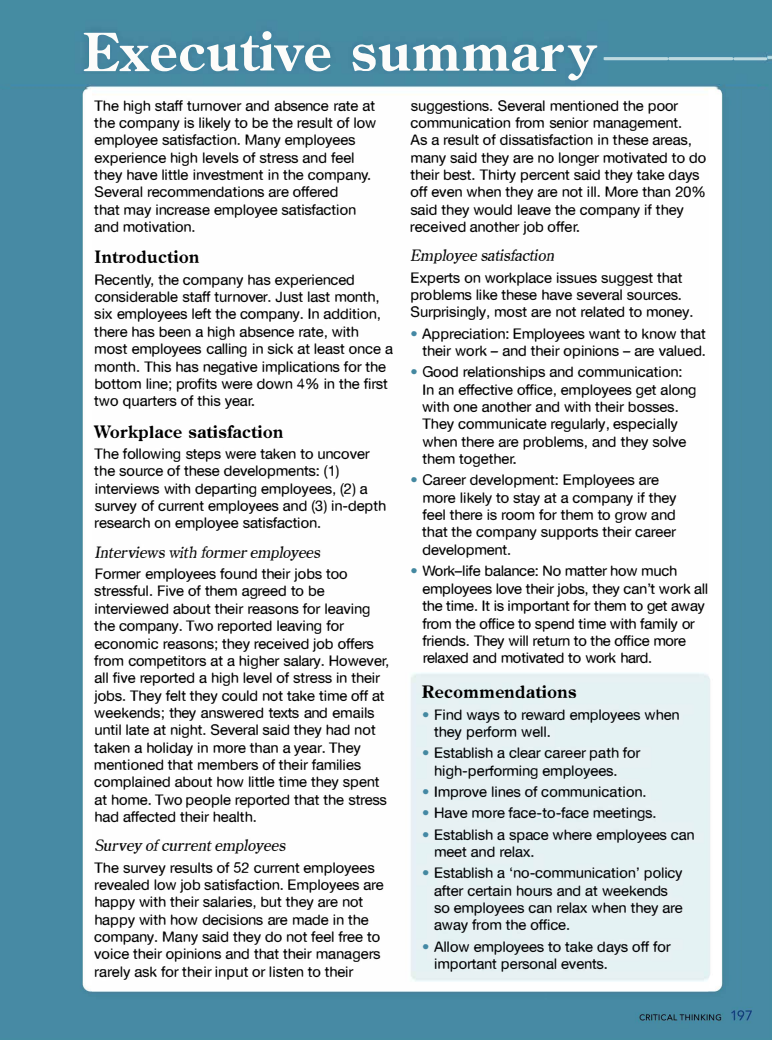 Executive summary
The high staff turnover and absence rate at
the company is likely to be the result of low
employee satisfaction. Many employees
experience high levels of stress and feel
they have little investment in the company.
Several recommendations are offered
that may increase employee satisfaction
and motivation.
Introduction
Recently, the company has experienced
considerable staff turnover. Just last month,
six employees left the company. In addition,
there has been a high absence rate, with
most employees calling in sick at least once a
month. This has negative implications for the
bottom line; profits were down 4% in the first
two quarters of this year.
Workplace satisfaction
The following steps were taken to uncover
the source of these developments: (1)
interviews with departing employees, (2) a
survey of current employees and (3) in-depth
research on employee satisfaction.
Interviews with former employees
Former employees found their jobs too
stressful. Five of them agreed to be
interviewed about their reasons for leaving
the company. Two reported leaving for
economic reasons; they received job offers
from competitors at a higher salary. However,
all five reported a high level of stress in their
jobs. They felt they could not take time off at
weekends; they answered texts and emails
until late at night. Several said they had not
taken a holiday in more than a year. They
mentioned that members of their families
complained about how little time they spent
at home. Two people reported that the stress
had affected their health.
Survey of current employees
The survey results of 52 current employees
revealed low job satisfaction. Employees are
happy with their salaries, but they are not
happy with how decisions are made in the
company. Many said they do not feel free to
voice their opinions and that their managers
rarely ask for their input or listen to their
suggestions. Several mentioned the poor
communication from senior management.
As a result of dissatisfaction in these areas,
many said they are no longer motivated to do
their best. Thirty percent said they take days
off even when they are not ill. More than 20%
said they would leave the company if they
received another job offer.
Employee satisfaction
Experts on workplace issues suggest that
problems like these have several sources.
Surprisingly, most are not related to money.
• Appreciation: Employees want to know that
their work – and their opinions – are valued.
• Good relationships and communication:
In an effective office, employees get along
with one another and with their bosses.
They communicate regularly, especially
when there are problems, and they solve
them together.
• Career development: Employees are
more likely to stay at a company if they
feel there is room for them to grow and
that the company supports their career
development.
• Work–life balance: No matter how much
employees love their jobs, they can't work all
the time. It is important for them to get away
from the office to spend time with family or
friends. They will return to the office more
relaxed and motivated to work hard.
Recommendations
• Find ways to reward employees when
they perform well.
• Establish a clear career path for
high-performing employees.
• Improve lines of communication.
• Have more face-to-face meetings.
• Establish a space where employees can
meet and relax.
• Establish a 'no-communication' policy
after certain hours and at weekends
so employees can relax when they are
away from the office.
• Allow employees to take days off for
important personal events.
CRITICAL THINKING 197